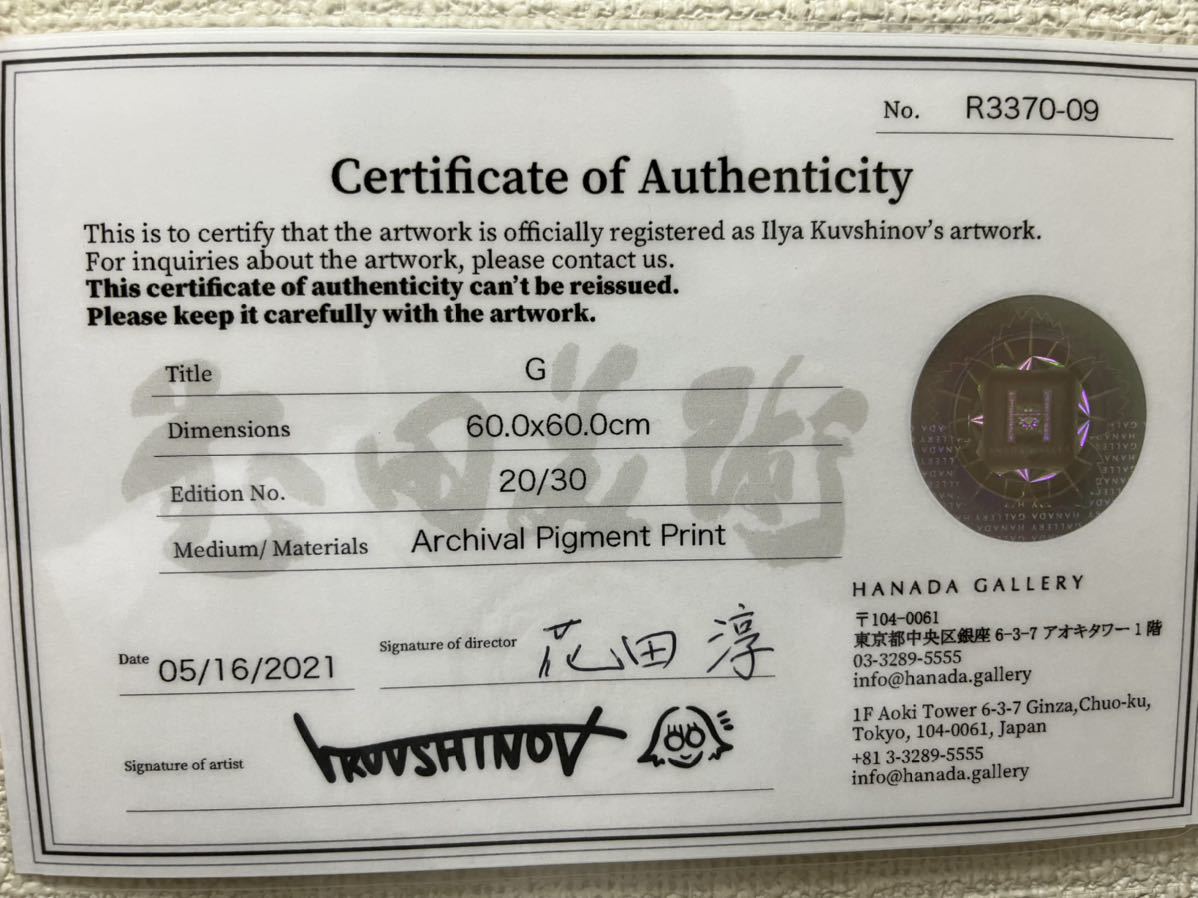 No. R3370-09
Certificate of Authenticity
This is to certify that the artwork is officially registered as Ilya Kuvshinov's artwork.
For inquiries about the artwork, please contact us.
This certificate of authenticity can't be reissued.
Please keep it carefully with the artwork.
Title G
Dimensions 60.0x60.0cm
Edition No. 20/30
Medium/ Materials Archival Pigment Print
Date 05/16/2021
Signature of director 花田 淳
Signature of artist KUVSHINOV
HANADA GALLERY
HANADA GALLERY
〒104-0061
東京都中央区銀座 6-3-7 アオキタワー 1 階
03-3289-5555
info@hanada.gallery
1F Aoki Tower 6-3-7 Ginza,Chuo-ku,
Tokyo, 104-0061, Japan
+81 3-3289-5555
info@hanada.gallery